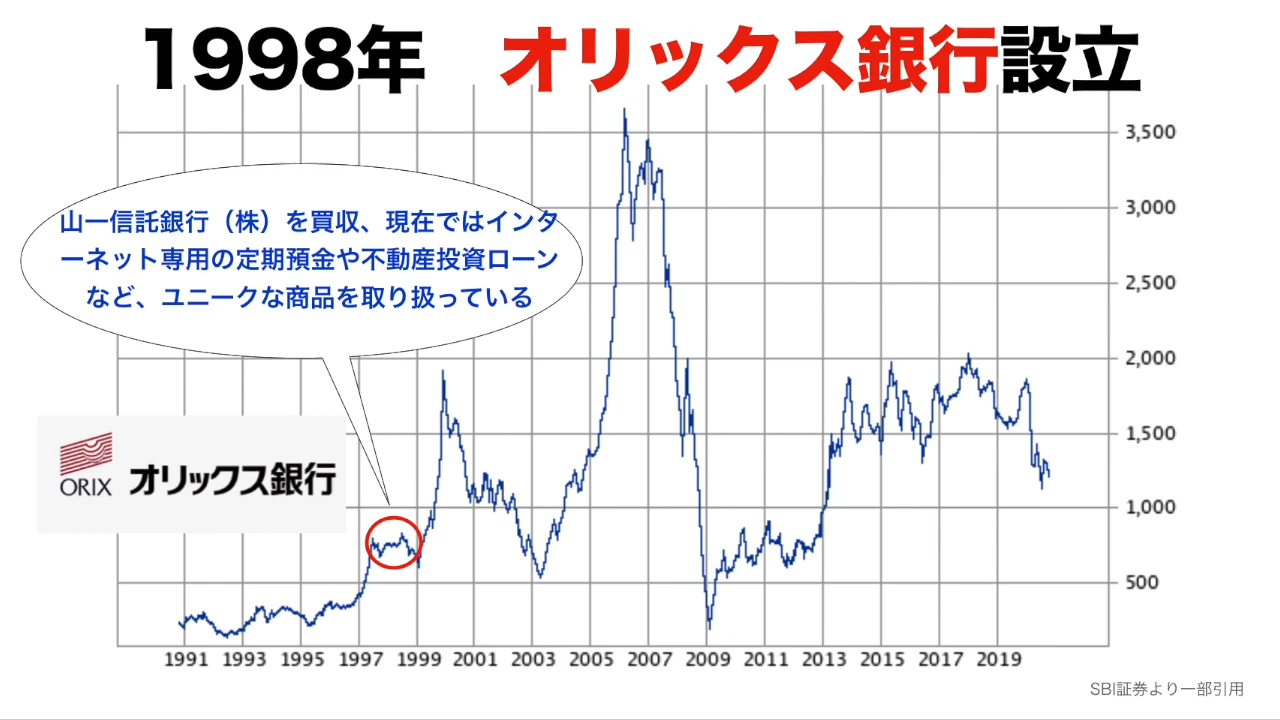 1998年 オリックス銀行設立
山一信託銀行（株）を買収、現在ではインタ
ーネット専用の定期預金や不動産投資ローン
など、ユニークな商品を取り扱っている
ORIX オリックス銀行
3,500
3,000
2,500
2,000
1,500
1,000
500
1991 1993 1995 1997 1999 2001 2003 2005 2007 2009 2011 2013 2015 2017 2019
SBI証券より一部引用